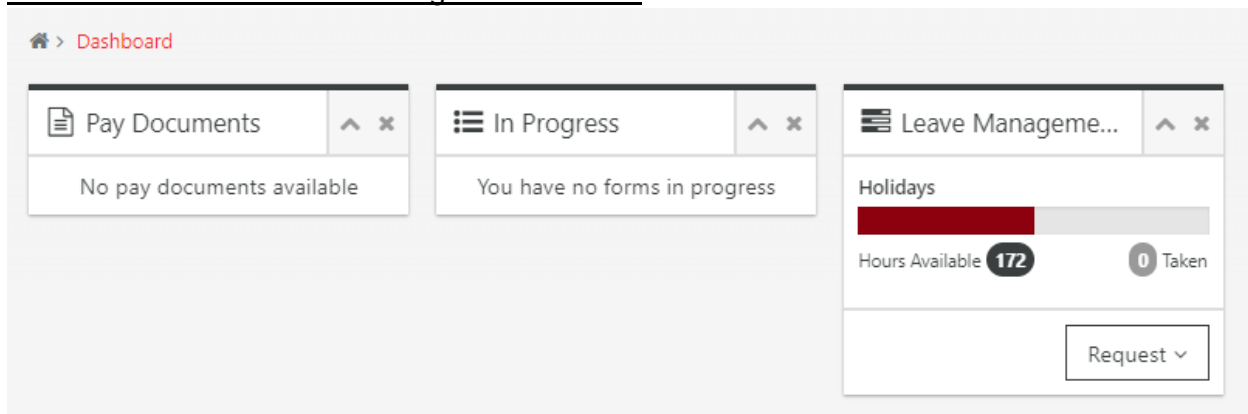 > Dashboard
Pay Documents
No pay documents available
In Progress
You have no forms in progress
Leave Manageme...
Holidays
Hours Available 172
0 Taken
Request